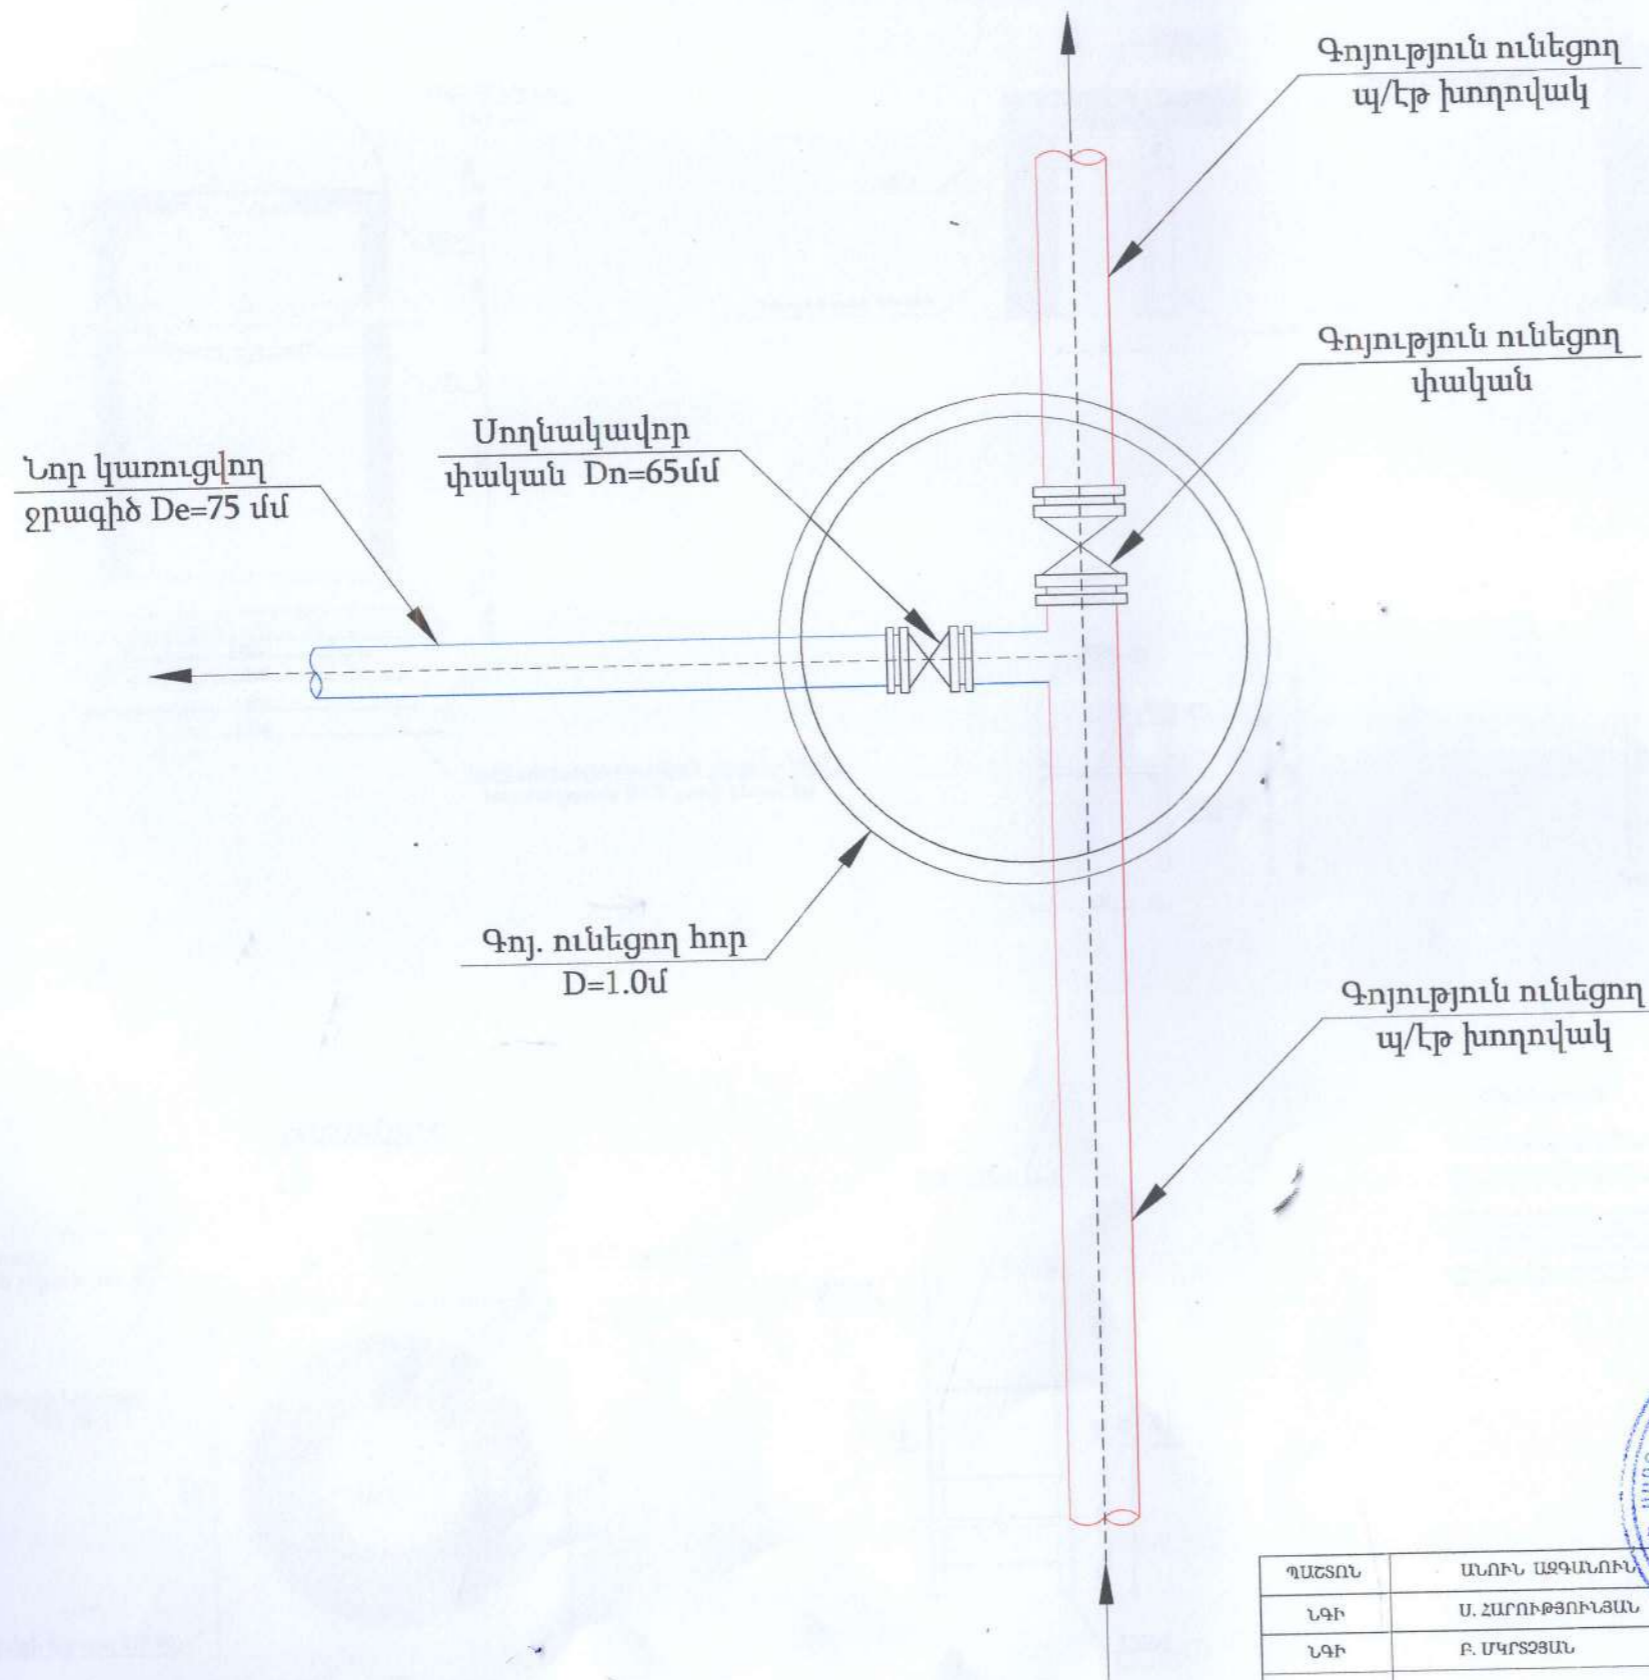 Գոյություն ունեցող
պ/էթ խողովակ
Գոյություն ունեցող
փական
Սողնակավոր
փական Dn=65մմ
Նոր կառուցվող
ջրագիծ De=75 մմ
Գոյ. ունեցող հոր
D=1.0մ
Գոյություն ունեցող
պ/էթ խողովակ
ՊԱՇՏՈՆ ԱՆՈՒՆ ԱԶԳԱՆՈՒՆ
ՆԳԻ Ս. ՀԱՐՈՒԹՅՈՒՆՅԱՆ
ՆԳԻ Բ. ՄԿՐՏՉՅԱՆ